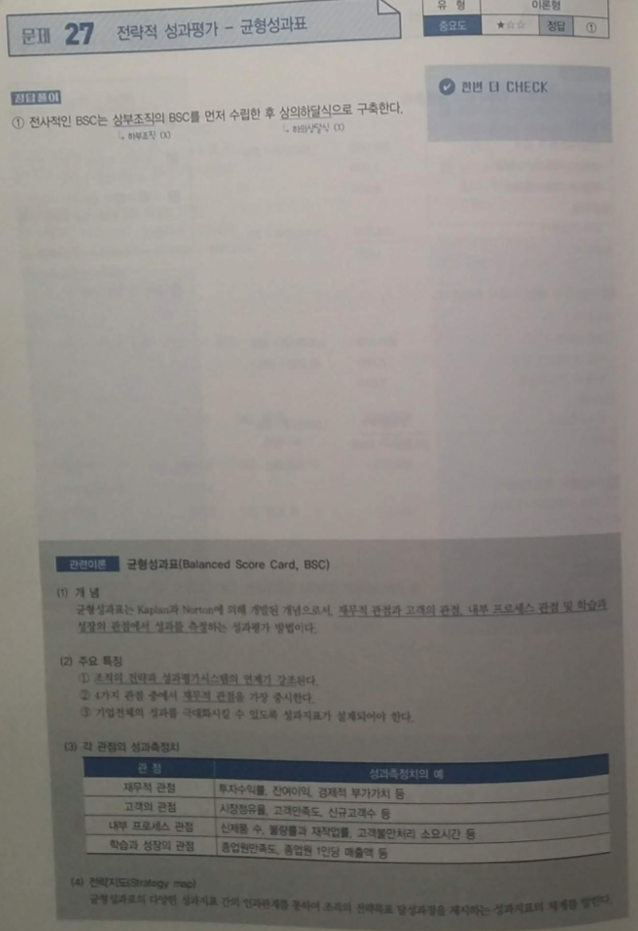 문제 27 전략적 성과평가 - 균형성과표
유 형 이론형
중요도 ★☆☆ 정답 ①
정답풀이
한번 더 CHECK
① 전사적인 BSC는 상부조직의 BSC를 먼저 수립한 후 상의하달식으로 구축한다.
하부조직 (X) 하의상달식 (X)
관련이론 균형성과표(Balanced Score Card, BSC)
(1) 개 념
균형성과표는 Kaplan과 Norton에 의해 개발된 개념으로서, 재무적 관점과 고객의 관점, 내부 프로세스 관점 및 학습과
성장의 관점에서 성과를 측정하는 성과평가 방법이다.
(2) 주요 특징
① 조직의 전략과 성과평가시스템의 연계가 강조된다.
② 4가지 관점 중에서 재무적 관점을 가장 중시한다.
③ 기업전체의 성과를 극대화시킬 수 있도록 성과지표가 설계되어야 한다.
(3) 각 관점의 성과측정치
관 점 성과측정치의 예
재무적 관점 투자수익률, 잔여이익, 경제적 부가가치 등
고객의 관점 시장점유율, 고객만족도, 신규고객수 등
내부 프로세스 관점 신제품 수, 불량률과 재작업률, 고객불만처리 소요시간 등
학습과 성장의 관점 종업원만족도, 종업원 1인당 매출액 등
(4) 전략지도(Strategy map)
균형성과표의 다양한 성과지표 간의 인과관계를 통하여 조직의 전략목표 달성과정을 제시하는 성과지표의 체계를 말한다.